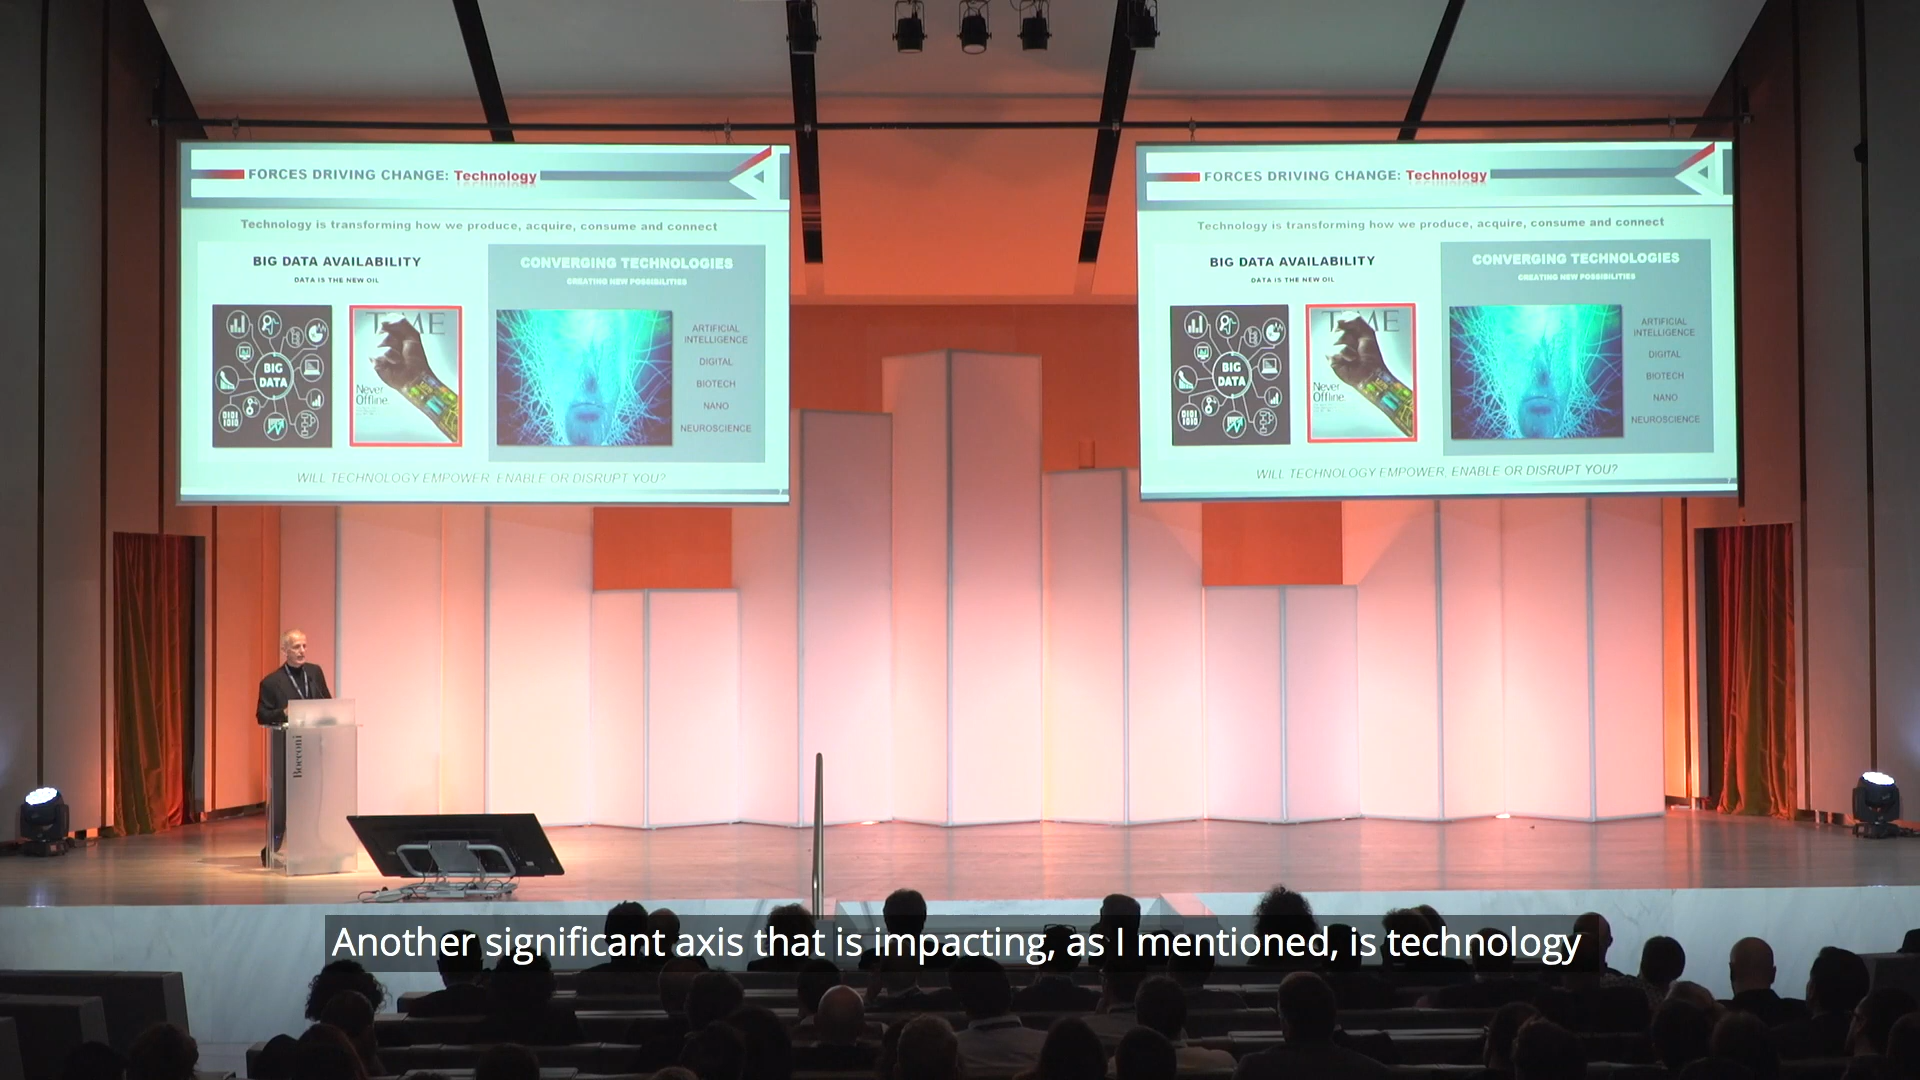 FORCES DRIVING CHANGE: Technology
Technology is transforming how we produce, acquire, consume and connect
BIG DATA AVAILABILITY
DATA IS THE NEW OIL
BIG
DATA
0101
1010
TIME
Never
Offline.
CONVERGING TECHNOLOGIES
CREATING NEW POSSIBILITIES
ARTIFICIAL
INTELLIGENCE
DIGITAL
BIOTECH
NANO
NEUROSCIENCE
WILL TECHNOLOGY EMPOWER, ENABLE OR DISRUPT YOU?
FORCES DRIVING CHANGE: Technology
Technology is transforming how we produce, acquire, consume and connect
BIG DATA AVAILABILITY
DATA IS THE NEW OIL
BIG
DATA
0101
1010
TIME
Never
Offline.
CONVERGING TECHNOLOGIES
CREATING NEW POSSIBILITIES
ARTIFICIAL
INTELLIGENCE
DIGITAL
BIOTECH
NANO
NEUROSCIENCE
WILL TECHNOLOGY EMPOWER, ENABLE OR DISRUPT YOU?
Bocconi
Another significant axis that is impacting, as I mentioned, is technology